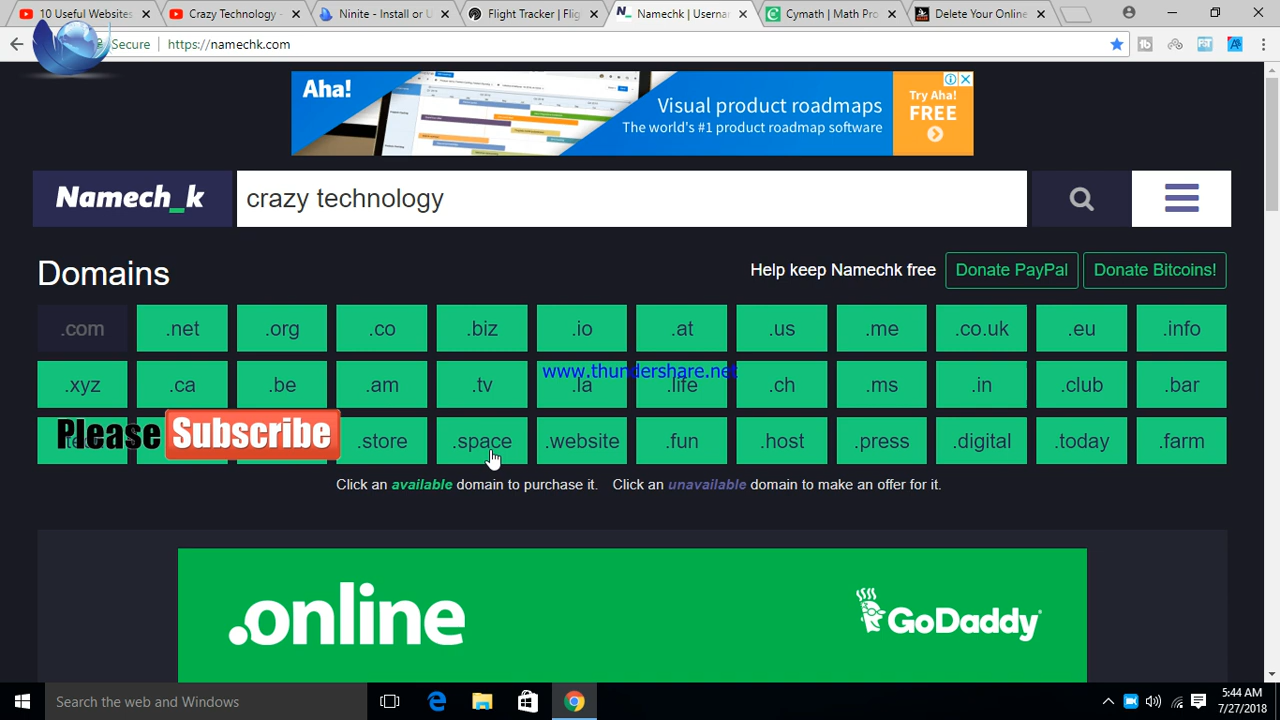 10 Useful Websites
Crazy Technology -
Ninite - Install or U
Flight Tracker | Flig
Namechk | Userna
Cymath | Math Pro
Delete Your Online
Secure
https://namechk.com
Aha!
Visual product roadmaps
The world's #1 product roadmap software
Try Aha!
FREE
Namech_k
crazy technology
Domains
Help keep Namechk free
Donate PayPal
Donate Bitcoins!
.com .net .org .co .biz .io .at .us .me .co.uk .eu .info
.xyz .ca .be .am .tv .la .life .ch .ms .in .club .bar
www.thundershare.net
Please Subscribe
.store .space .website .fun .host .press .digital .today .farm
Click an available domain to purchase it. Click an unavailable domain to make an offer for it.
.online
GoDaddy
Search the web and Windows
5:44 AM
7/27/2018